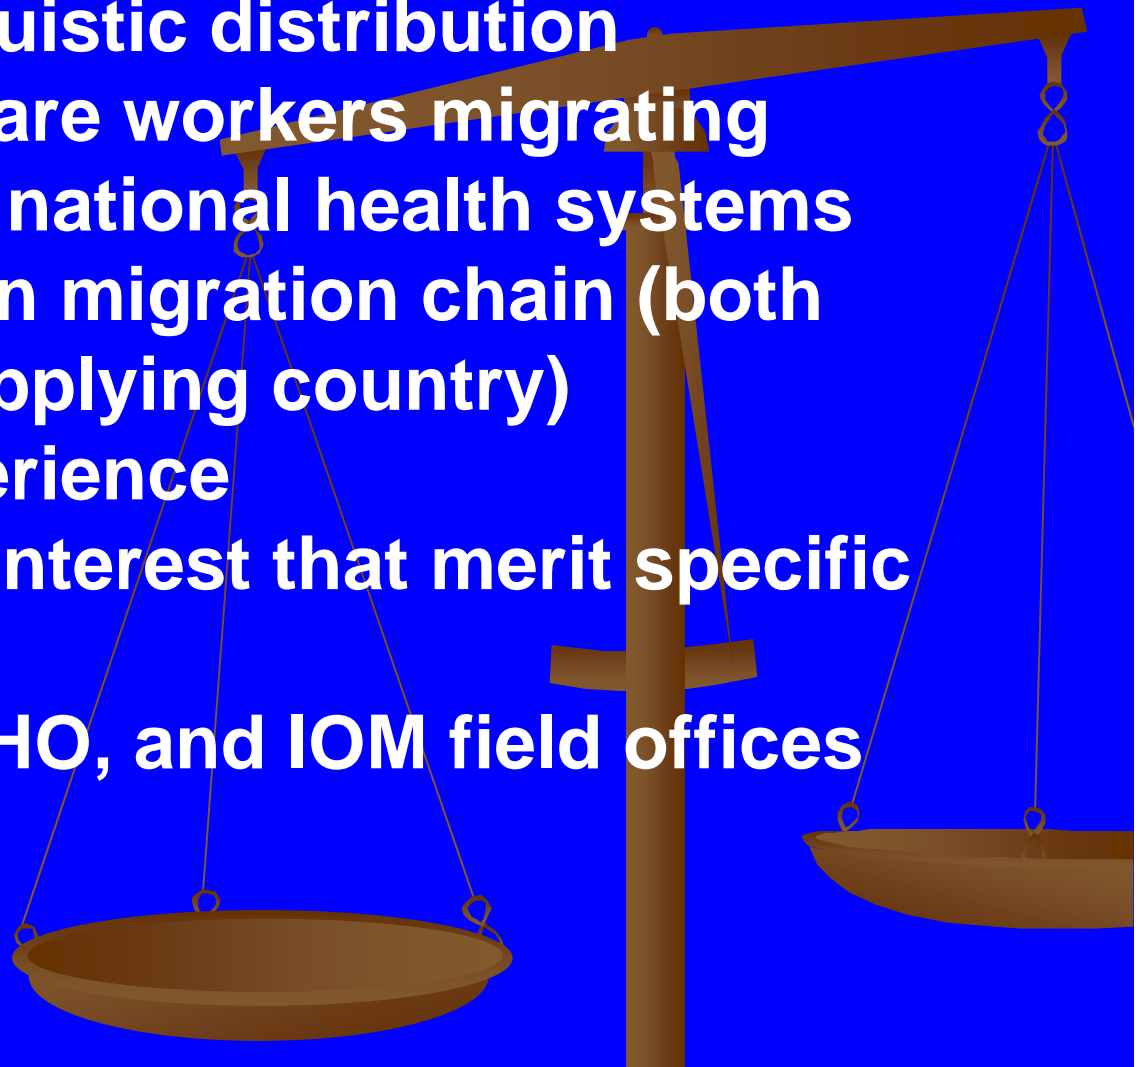 uistic distribution
are workers migrating
national health systems
n migration chain (both
pplying country)
erience
nterest that merit specific
HO, and IOM field offices